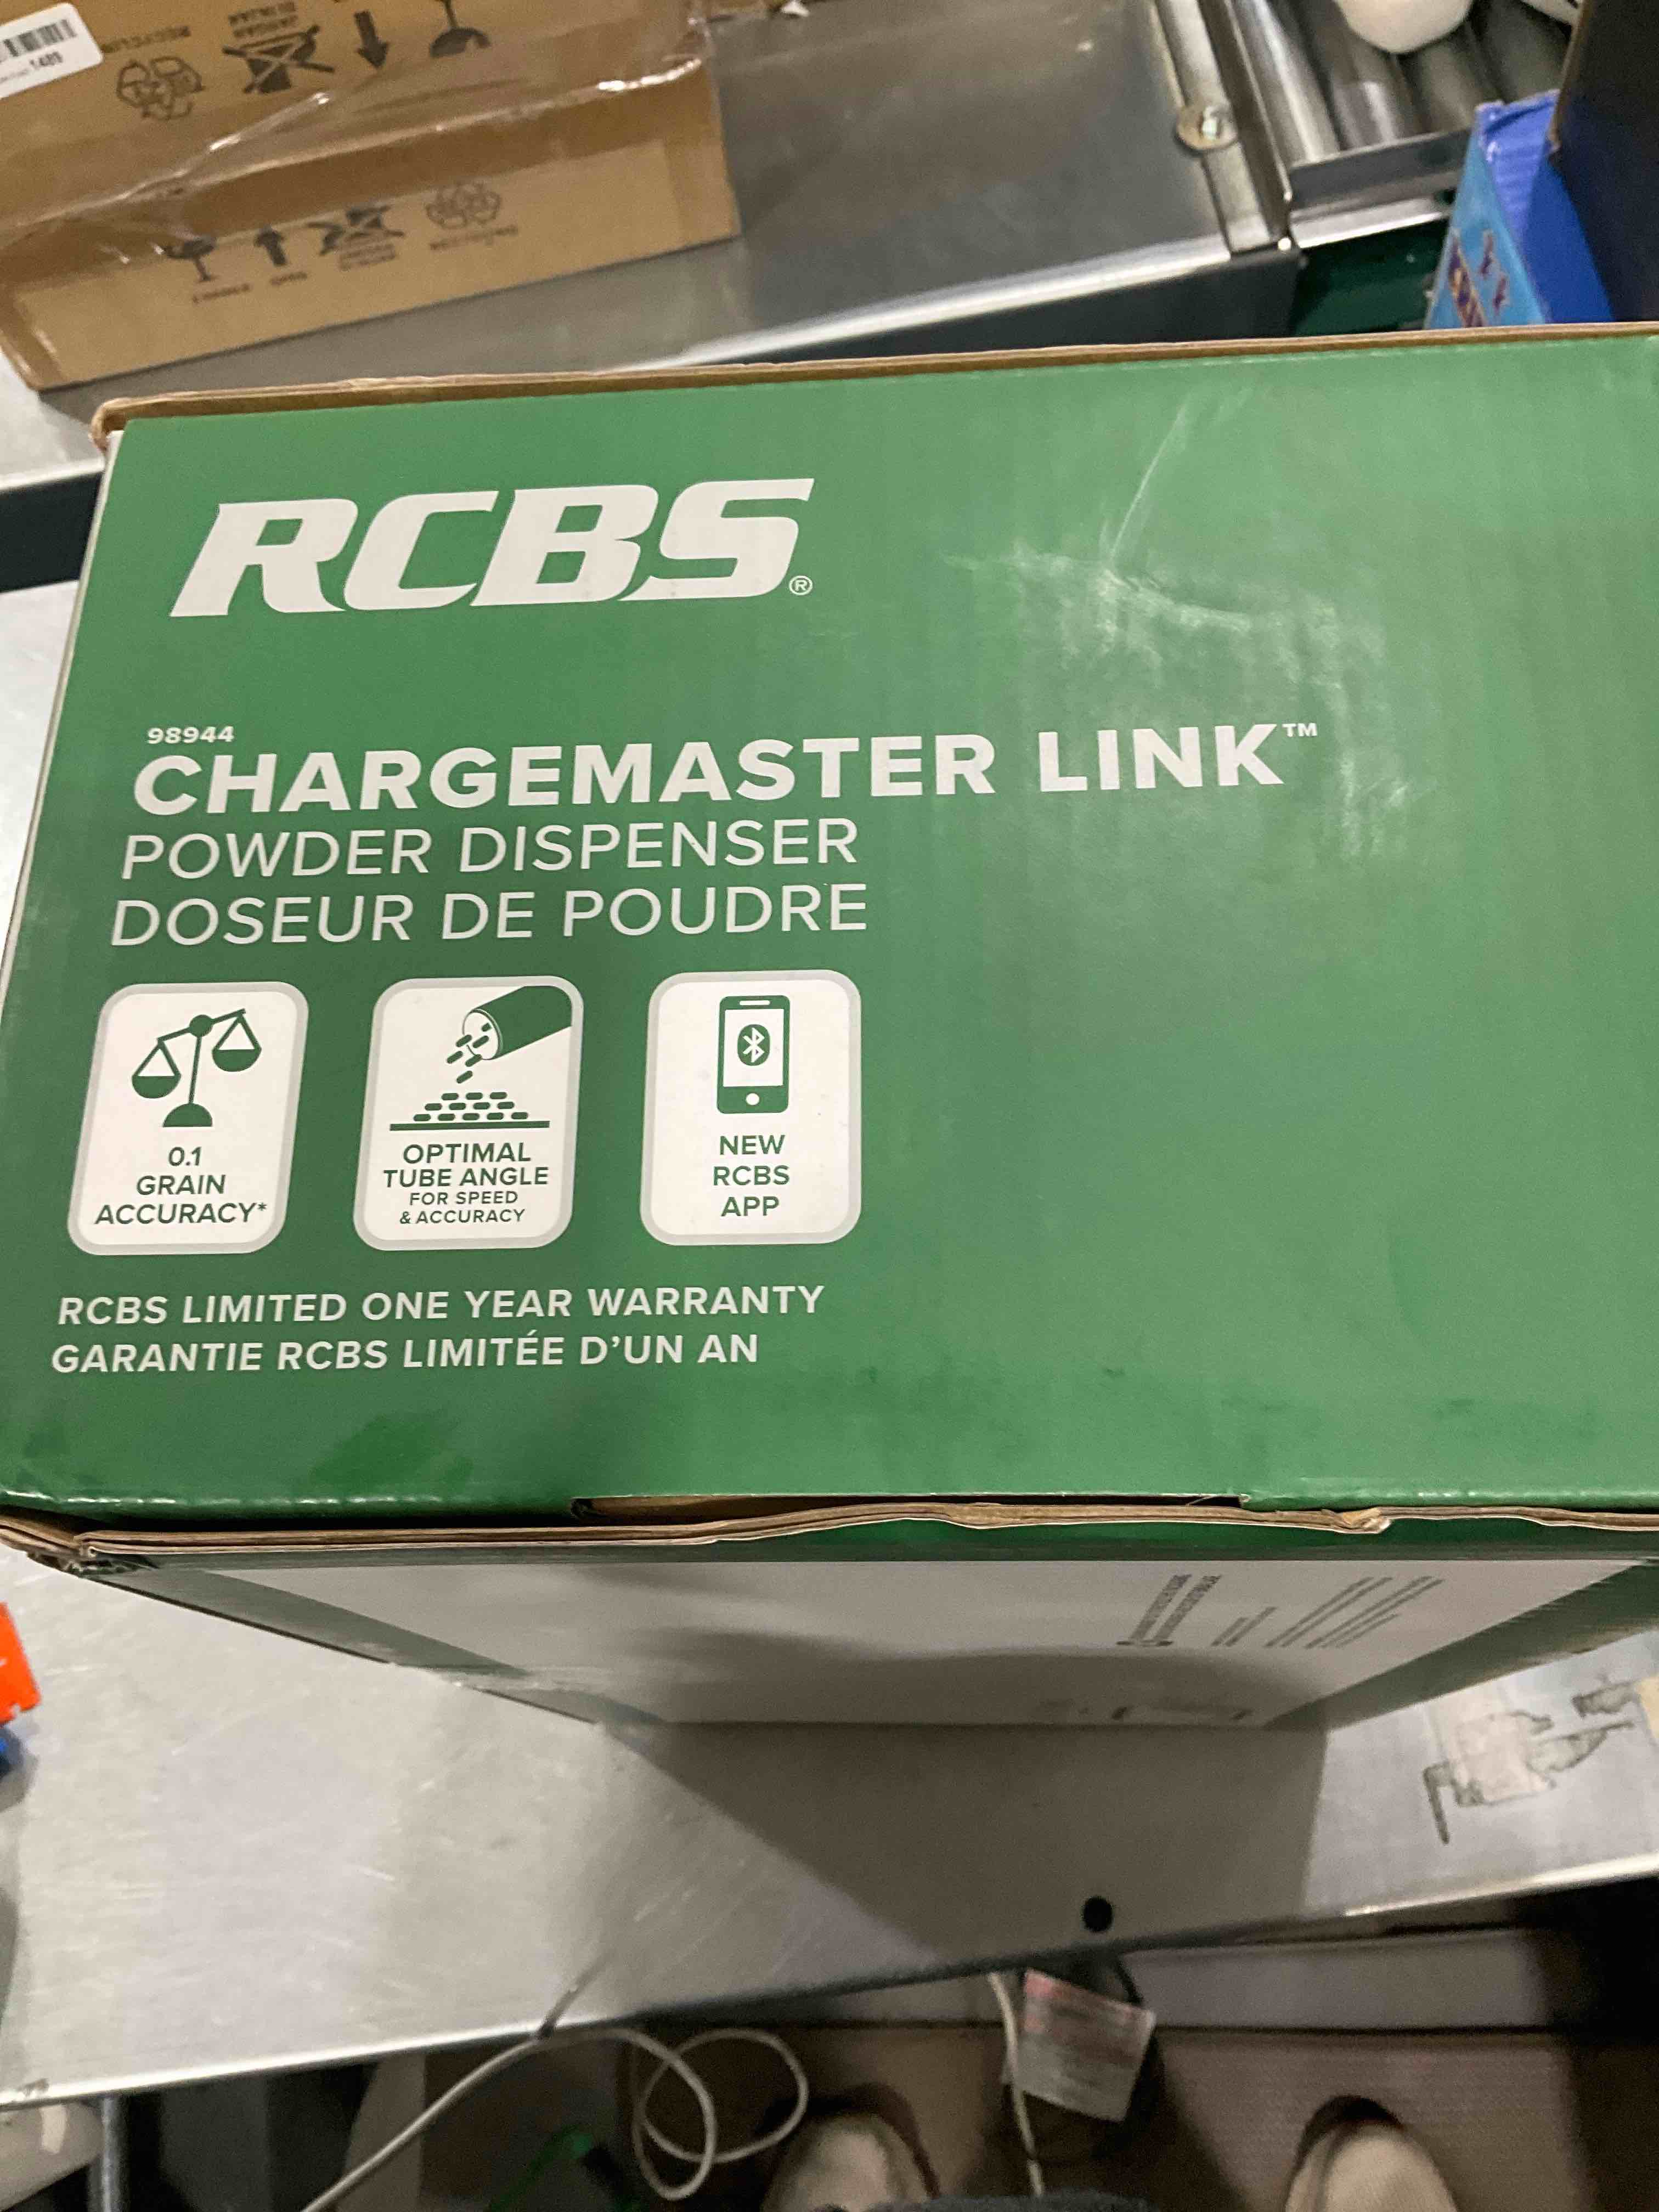 1489
RCBS®
98944
CHARGEMASTER LINK™
POWDER DISPENSER
DOSEUR DE POUDRE
0.1
GRAIN
ACCURACY*
OPTIMAL
TUBE ANGLE
FOR SPEED
& ACCURACY
NEW
RCBS
APP
RCBS LIMITED ONE YEAR WARRANTY
GARANTIE RCBS LIMITÉE D'UN AN